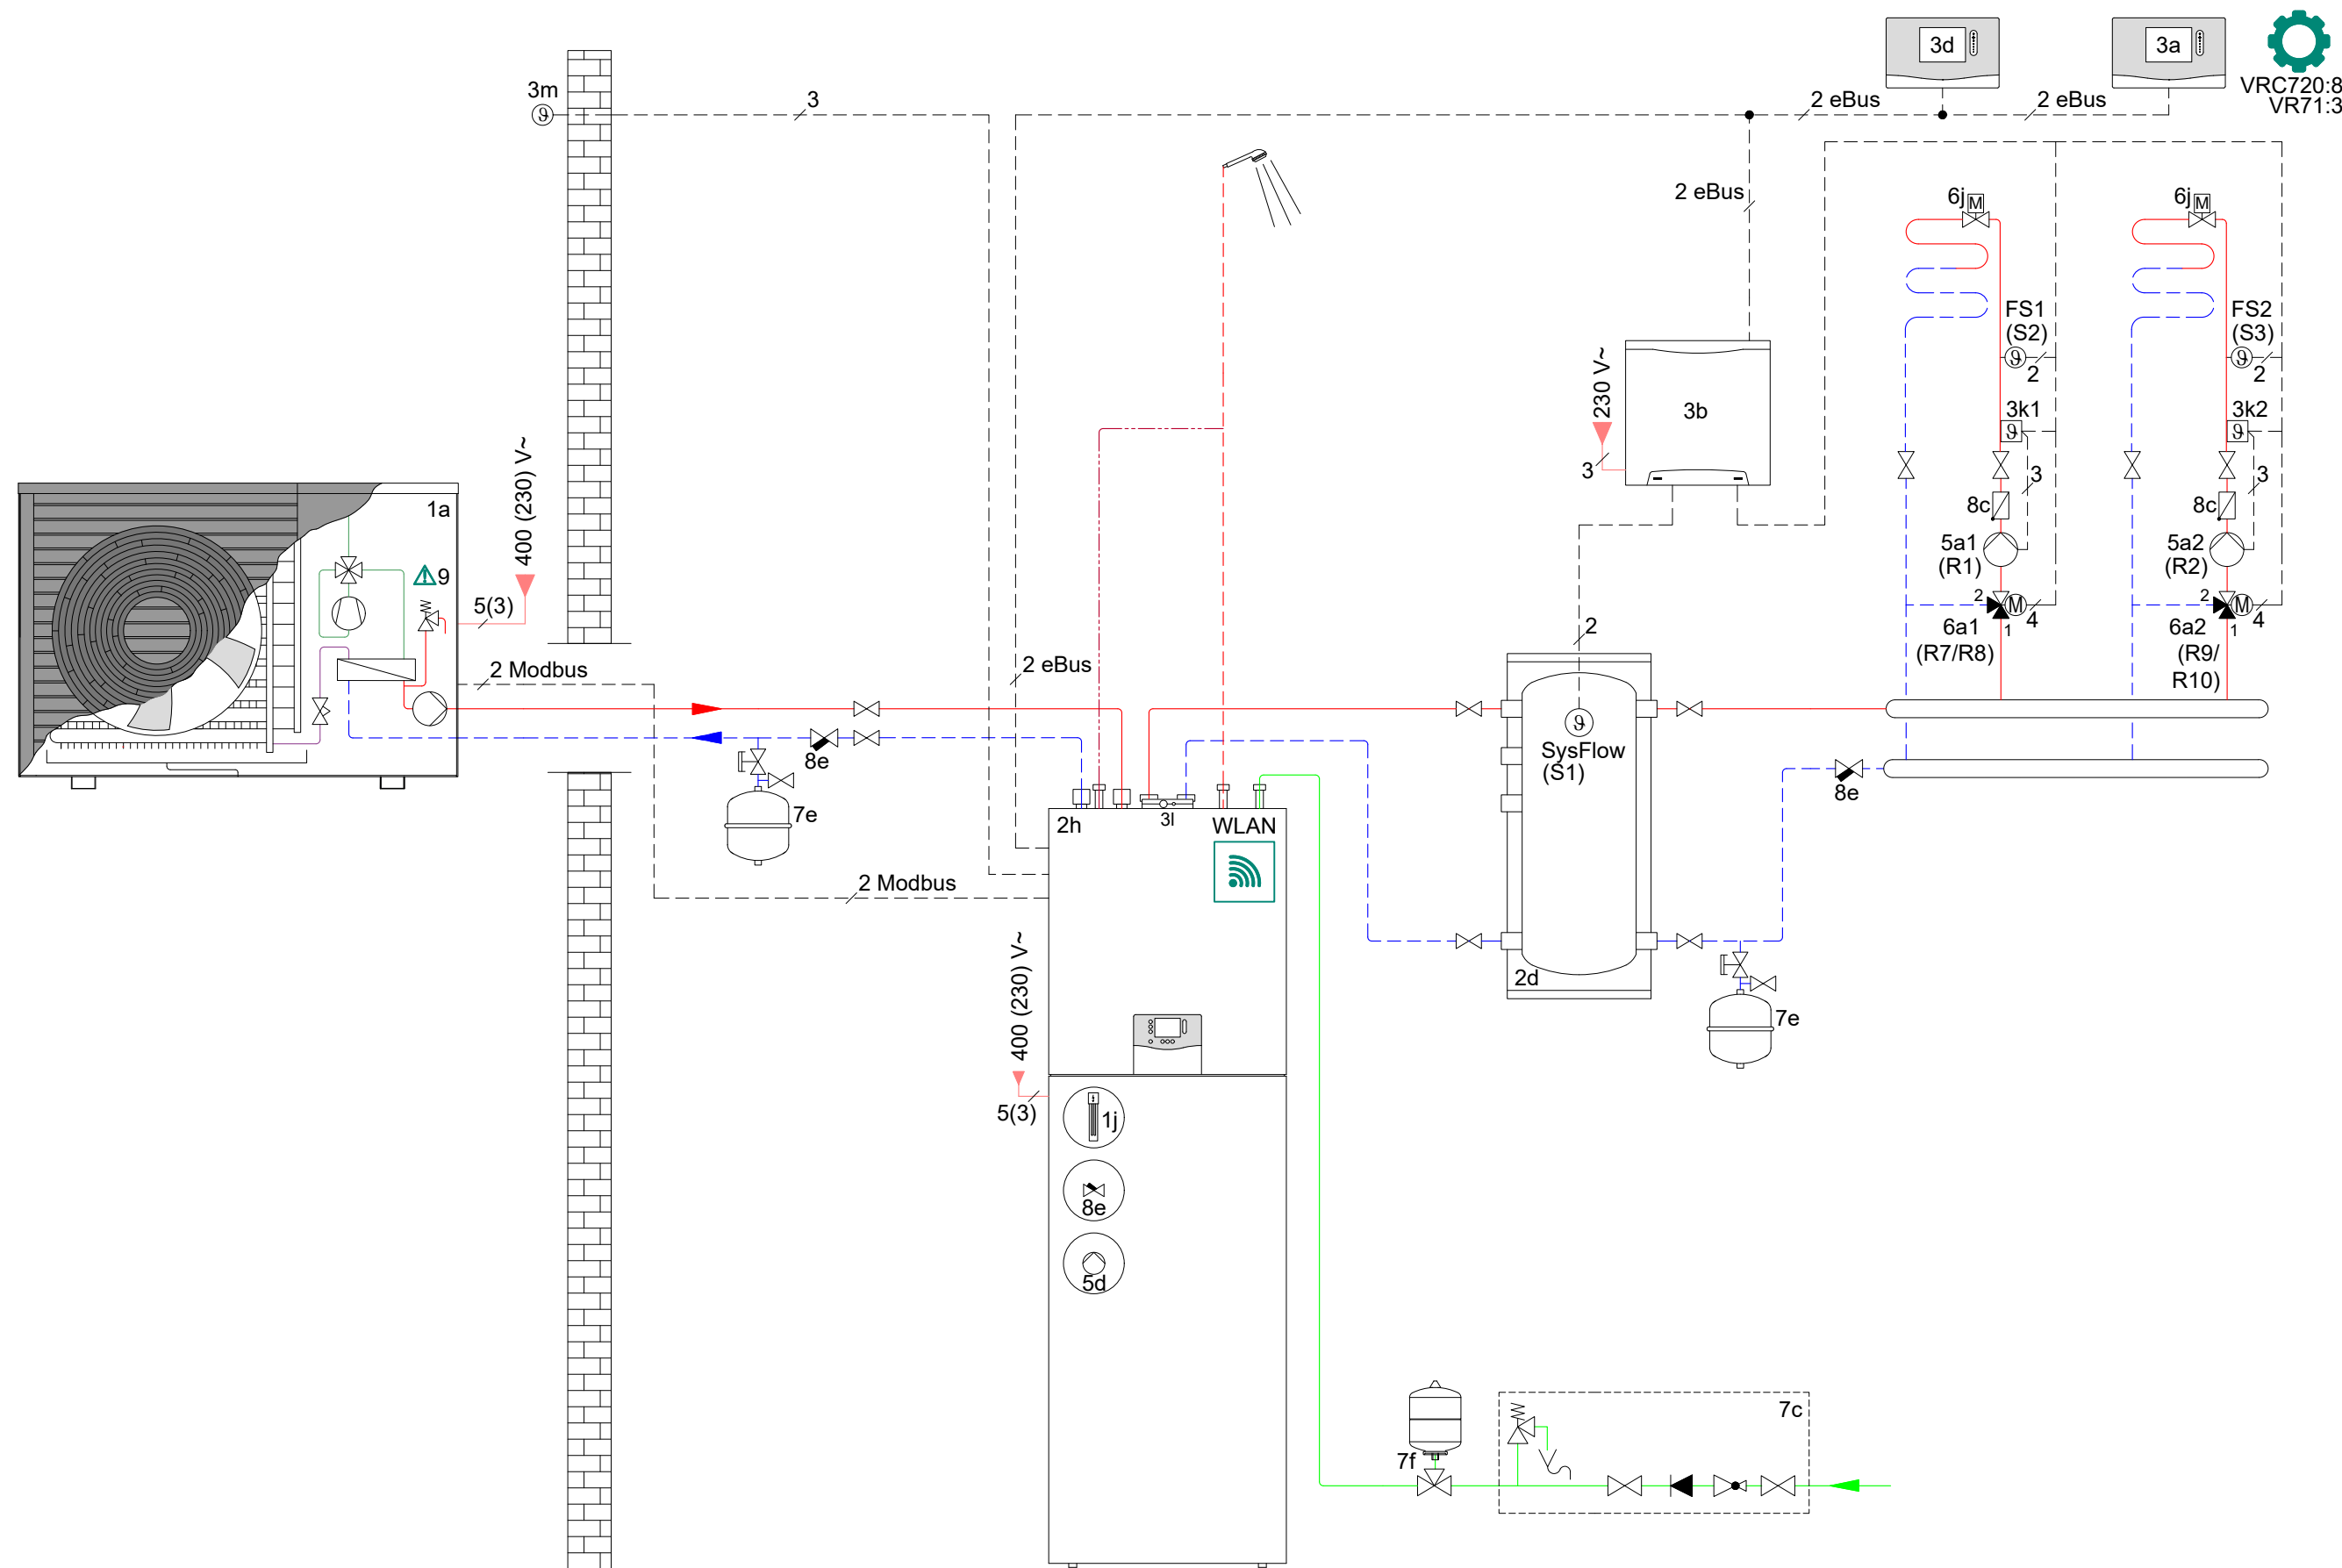 3d
3a
VRC720:8
VR71:3
3m
3
2 eBus
2 eBus
2 eBus
6j
M
6j
M
FS1
(S2)
2
FS2
(S3)
2
230 V~
3
3b
3k1
3
3k2
3
400 (230) V~
5(3)
1a
9
8c
5a1
(R1)
8c
5a2
(R2)
2
M
4
1
6a1
(R7/R8)
2
M
4
1
6a2
(R9/
R10)
2
2 Modbus
2 eBus
SysFlow
(S1)
8e
7e
8e
2h
3l
WLAN
2 Modbus
400 (230) V~
5(3)
2d
7e
1j
8e
5d
7f
7c